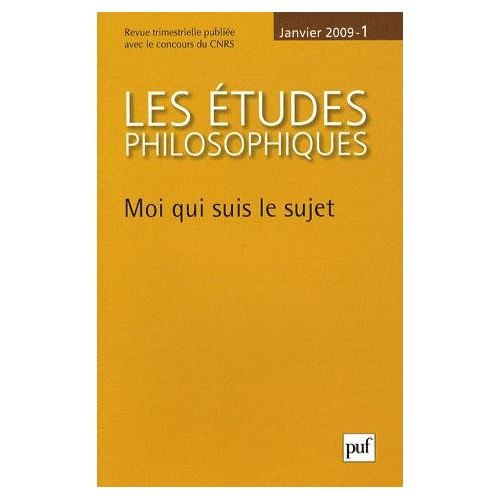 Revue trimestrielle publiée
avec le concours du CNRS
Janvier 2009-1
LES ÉTUDES
PHILOSOPHIQUES
Moi qui suis le sujet
puf